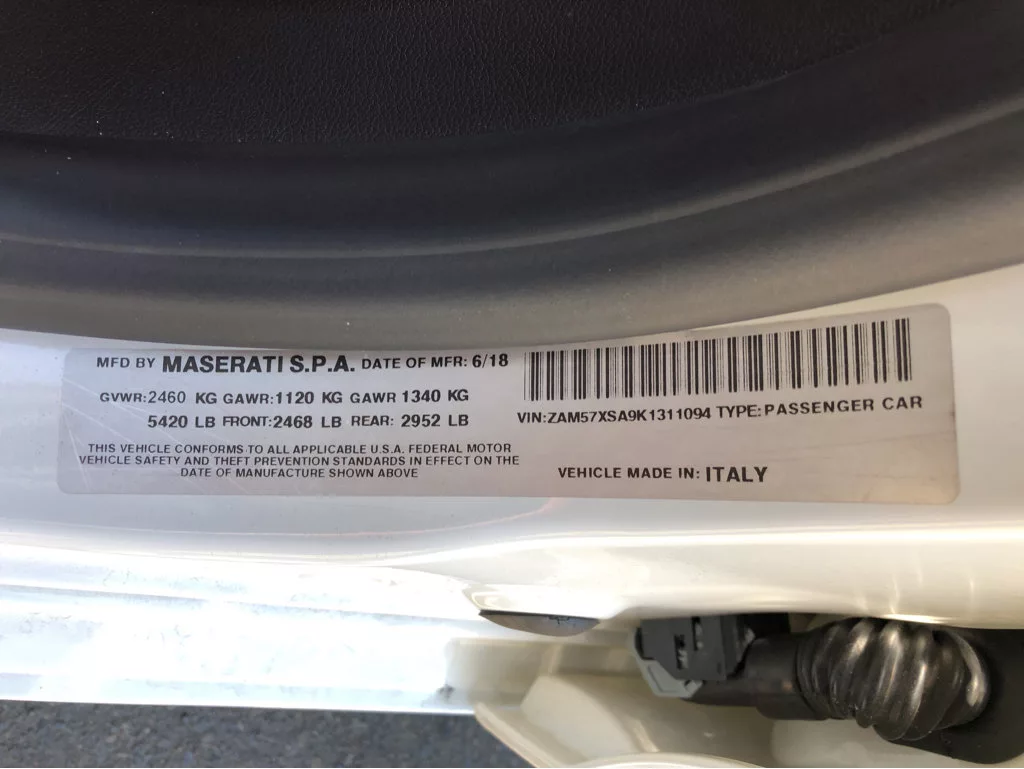 MFD BY MASERATI S.P.A. DATE OF MFR: 6/18
GVWR:2460 KG GAWR:1120 KG GAWR 1340 KG
5420 LB FRONT:2468 LB REAR: 2952 LB
THIS VEHICLE CONFORMS TO ALL APPLICABLE U.S.A. FEDERAL MOTOR
VEHICLE SAFETY AND THEFT PREVENTION STANDARDS IN EFFECT ON THE
DATE OF MANUFACTURE SHOWN ABOVE
VIN:ZAM57XSA9K1311094 TYPE:PASSENGER CAR
VEHICLE MADE IN: ITALY